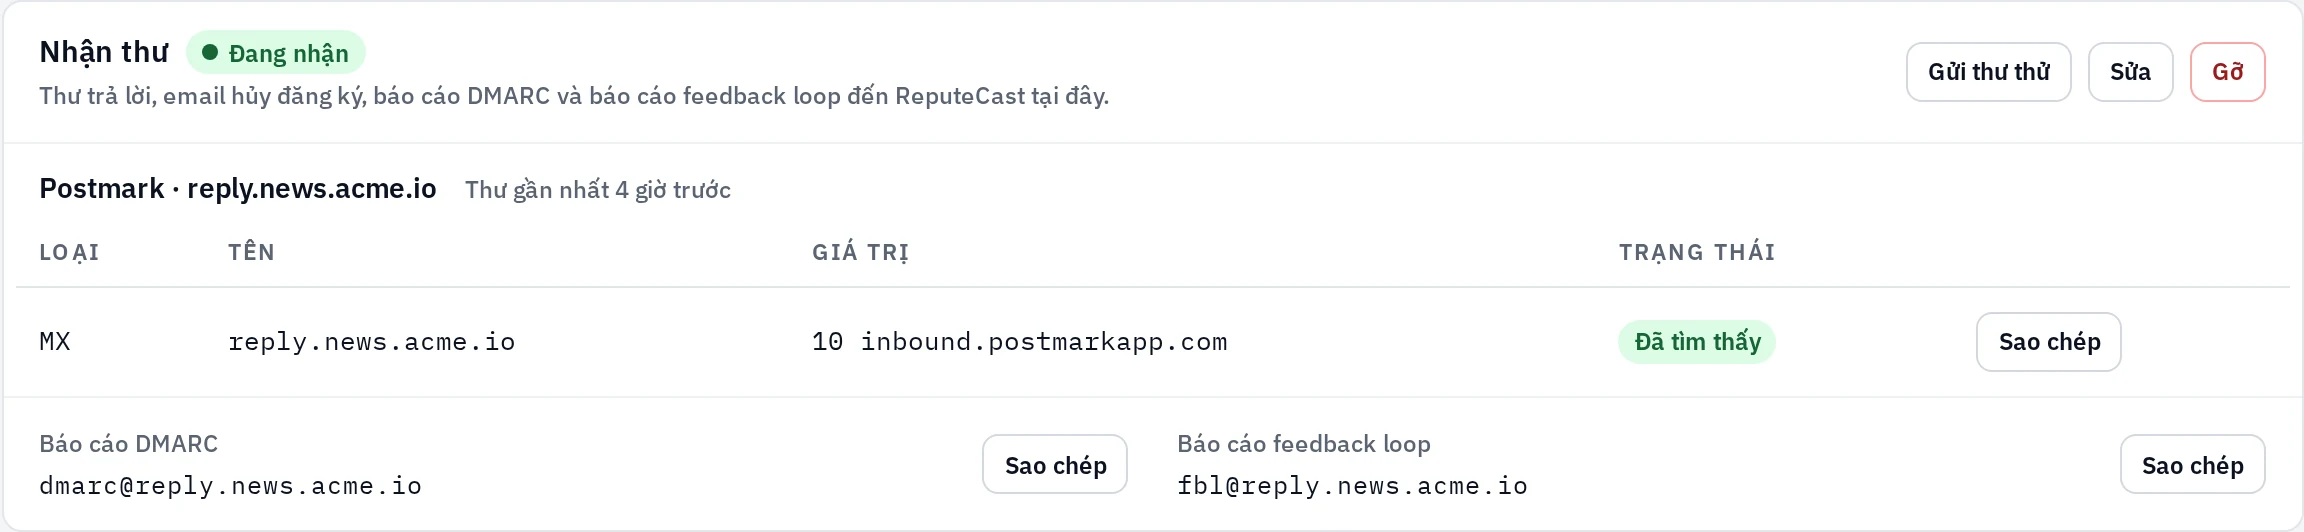 Nhận thư
Đang nhận
Thư trả lời, email hủy đăng ký, báo cáo DMARC và báo cáo feedback loop đến ReputeCast tại đây.
Gửi thư thử
Sửa
Gỡ
Postmark · reply.news.acme.io
Thư gần nhất 4 giờ trước
LOẠI TÊN GIÁ TRỊ TRẠNG THÁI
MX reply.news.acme.io 10 inbound.postmarkapp.com Đã tìm thấy Sao chép
Báo cáo DMARC
dmarc@reply.news.acme.io
Sao chép
Báo cáo feedback loop
fbl@reply.news.acme.io
Sao chép